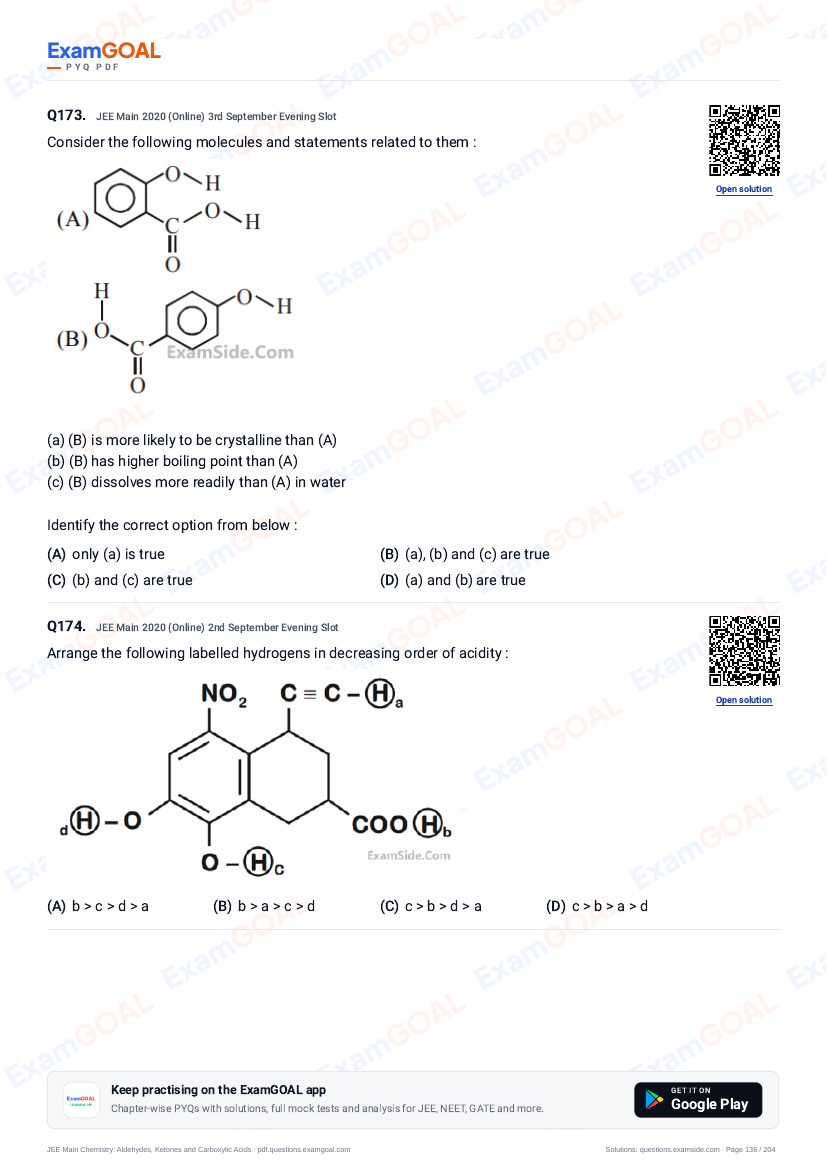 ExamGOAL
PYQ PDF
Q173. JEE Main 2020 (Online) 3rd September Evening Slot
Consider the following molecules and statements related to them :
Open solution
(A)
O H
C O H
O
H
(B) O C O H
ExamSide.Com
O
(a) (B) is more likely to be crystalline than (A)
(b) (B) has higher boiling point than (A)
(c) (B) dissolves more readily than (A) in water
Identify the correct option from below :
(A) only (a) is true (B) (a), (b) and (c) are true
(C) (b) and (c) are true (D) (a) and (b) are true
Q174. JEE Main 2020 (Online) 2nd September Evening Slot
Arrange the following labelled hydrogens in decreasing order of acidity :
Open solution
NO2 C ≡ C – Ha
dH – O COO Hb
O – Hc
ExamSide.Com
(A) b > c > d > a (B) b > a > c > d (C) c > b > d > a (D) c > b > a > d
ExamGOAL
Keep practising on the ExamGOAL app
Chapter-wise PYQs with solutions, full mock tests and analysis for JEE, NEET, GATE and more.
GET IT ON
Google Play
JEE Main Chemistry: Aldehydes, Ketones and Carboxylic Acids · pdf.questions.examgoal.com Solutions: questions.examside.com · Page 136 / 204